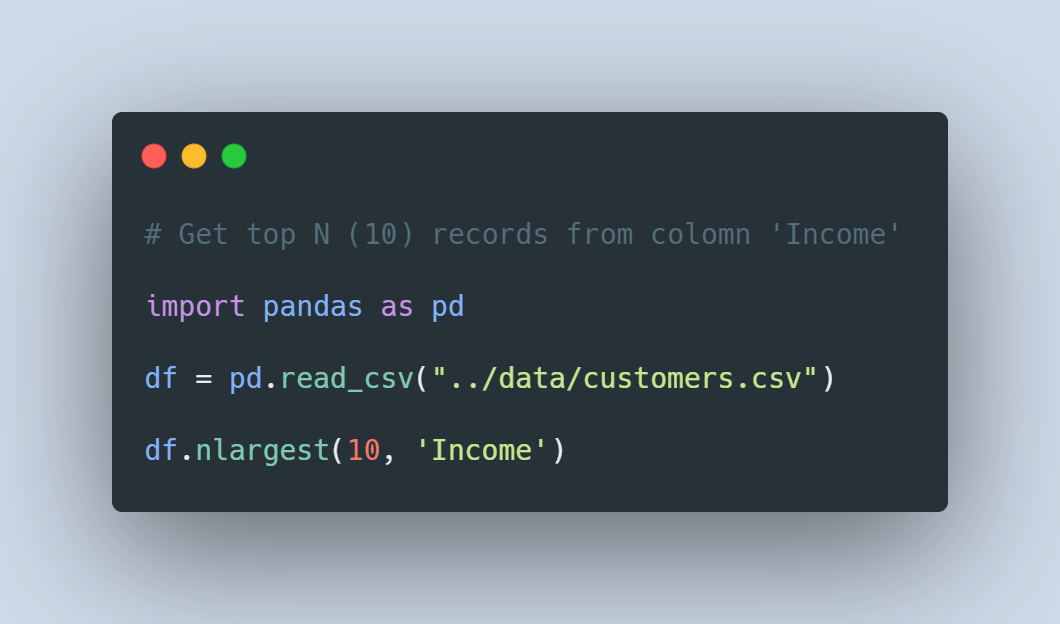 # Get top N (10) records from colomn 'Income'
import pandas as pd
df = pd.read_csv("../data/customers.csv")
df.nlargest(10, 'Income')